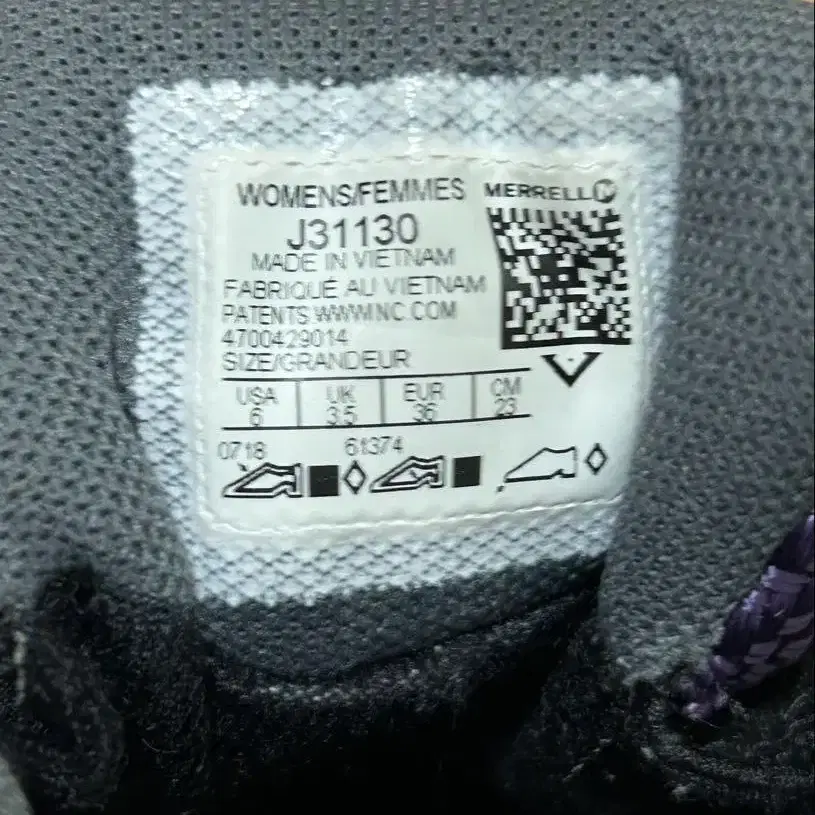 WOMENS/FEMMES MERRELL
J31130
MADE IN VIETNAM
FABRIQUÉ AU VIETNAM
PATENTS WWWINC.COM
4700429014
SIZE/GRANDEUR
USA UK EUR CM
6 3.5 36 23
0718 61374